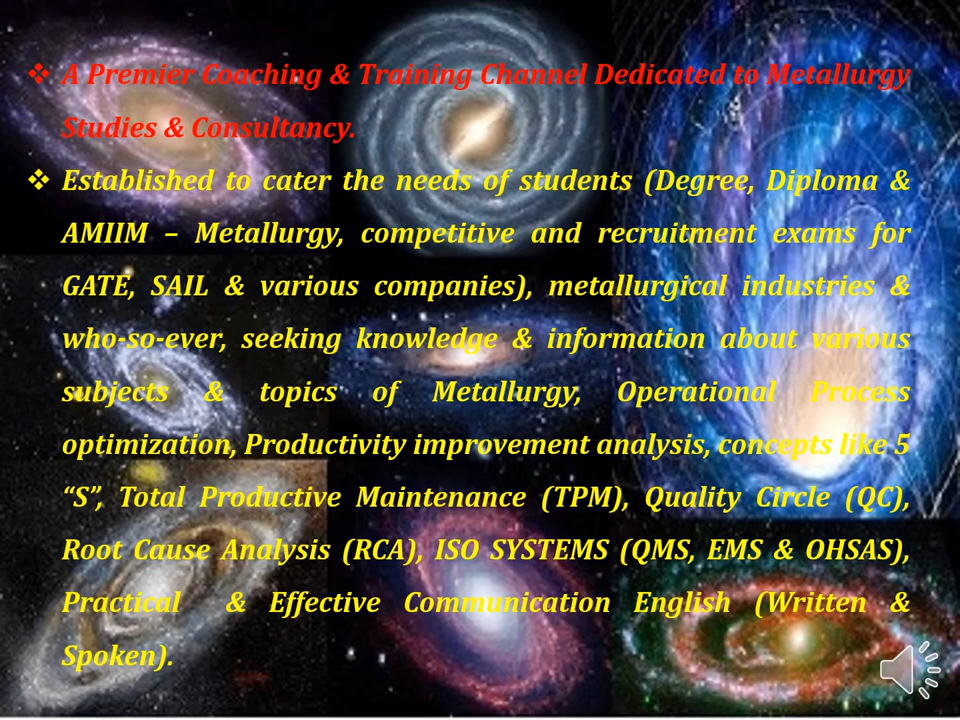 ❖ A Premier Coaching & Training Channel Dedicated to Metallurgy
Studies & Consultancy.
❖ Established to cater the needs of students (Degree, Diploma &
AMIIM – Metallurgy, competitive and recruitment exams for
GATE, SAIL & various companies), metallurgical industries &
who-so-ever, seeking knowledge & information about various
subjects & topics of Metallurgy, Operational Process
optimization, Productivity improvement analysis, concepts like 5
“S”, Total Productive Maintenance (TPM), Quality Circle (QC),
Root Cause Analysis (RCA), ISO SYSTEMS (QMS, EMS & OHSAS),
Practical & Effective Communication English (Written &
Spoken).